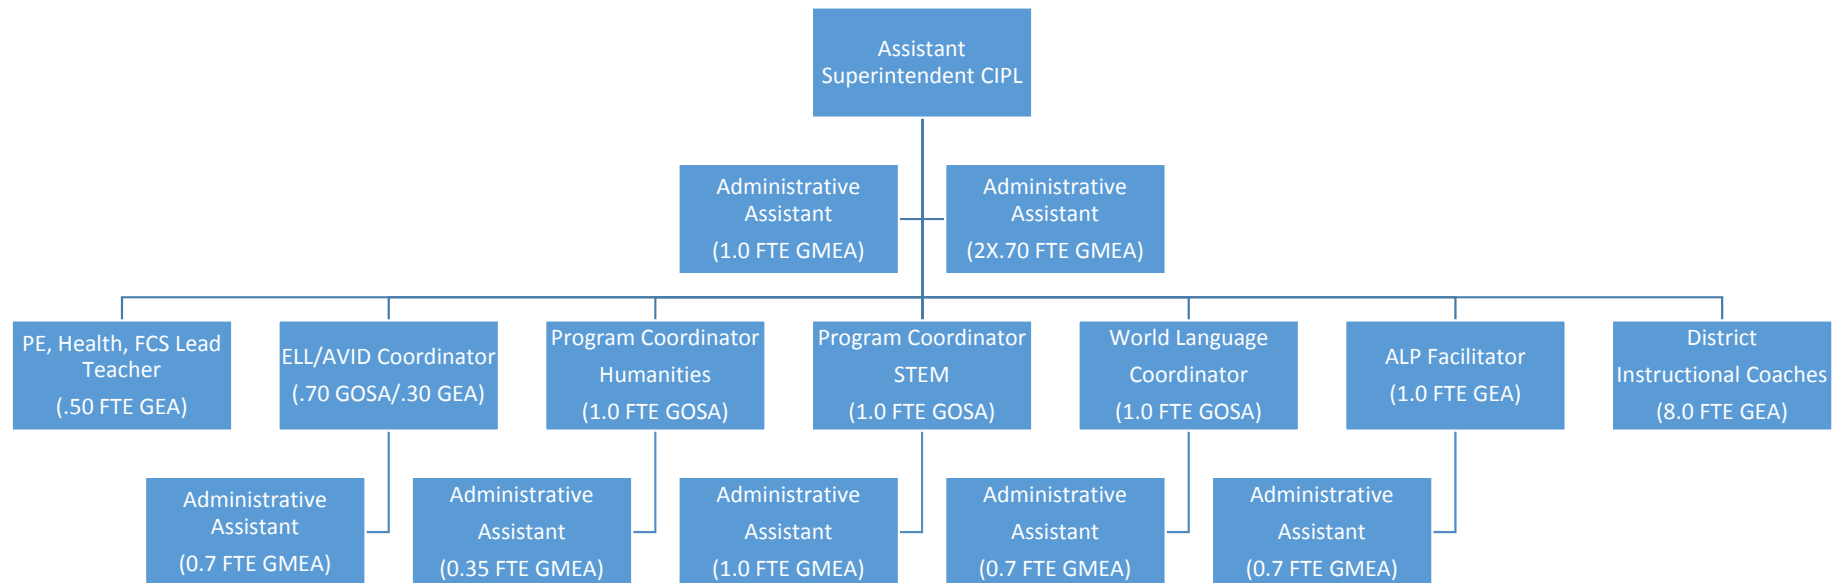 Assistant
Superintendent CIPL
Administrative
Assistant
(1.0 FTE GMEA)
Administrative
Assistant
(2X.70 FTE GMEA)
PE, Health, FCS Lead
Teacher
(.50 FTE GEA)
ELL/AVID Coordinator
(.70 GOSA/.30 GEA)
Program Coordinator
Humanities
(1.0 FTE GOSA)
Program Coordinator
STEM
(1.0 FTE GOSA)
World Language
Coordinator
(1.0 FTE GOSA)
ALP Facilitator
(1.0 FTE GEA)
District
Instructional Coaches
(8.0 FTE GEA)
Administrative
Assistant
(0.7 FTE GMEA)
Administrative
Assistant
(0.35 FTE GMEA)
Administrative
Assistant
(1.0 FTE GMEA)
Administrative
Assistant
(0.7 FTE GMEA)
Administrative
Assistant
(0.7 FTE GMEA)